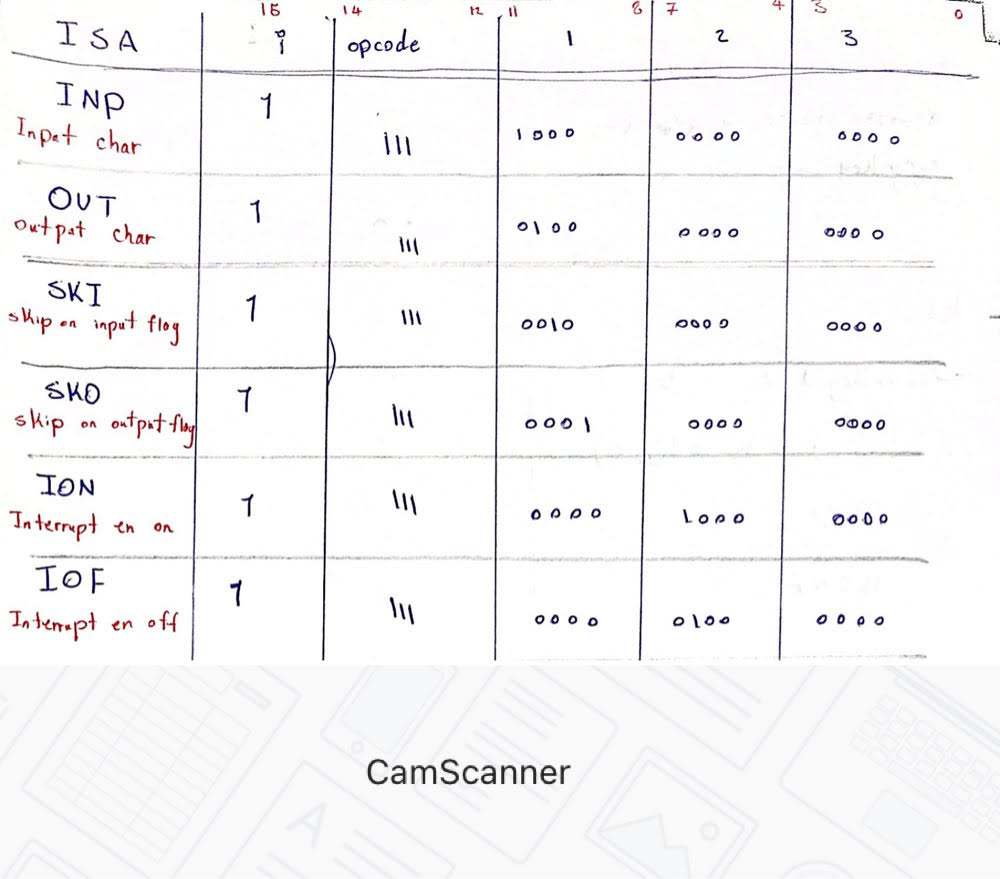 15 14 12 11 8 7 4 3 0
ISA i opcode 1 2 3
INP 1
Input char 111 1000 0000 0000
OUT 1
output char 111 0100 0000 0000
SKI 1
skip on input flag 111 0010 0000 0000
SKO 1
skip on output flag 111 0001 0000 0000
ION 1
Interrupt en on 111 0000 1000 0000
IOF 1
Interrupt en off 111 0000 0100 0000
CamScanner